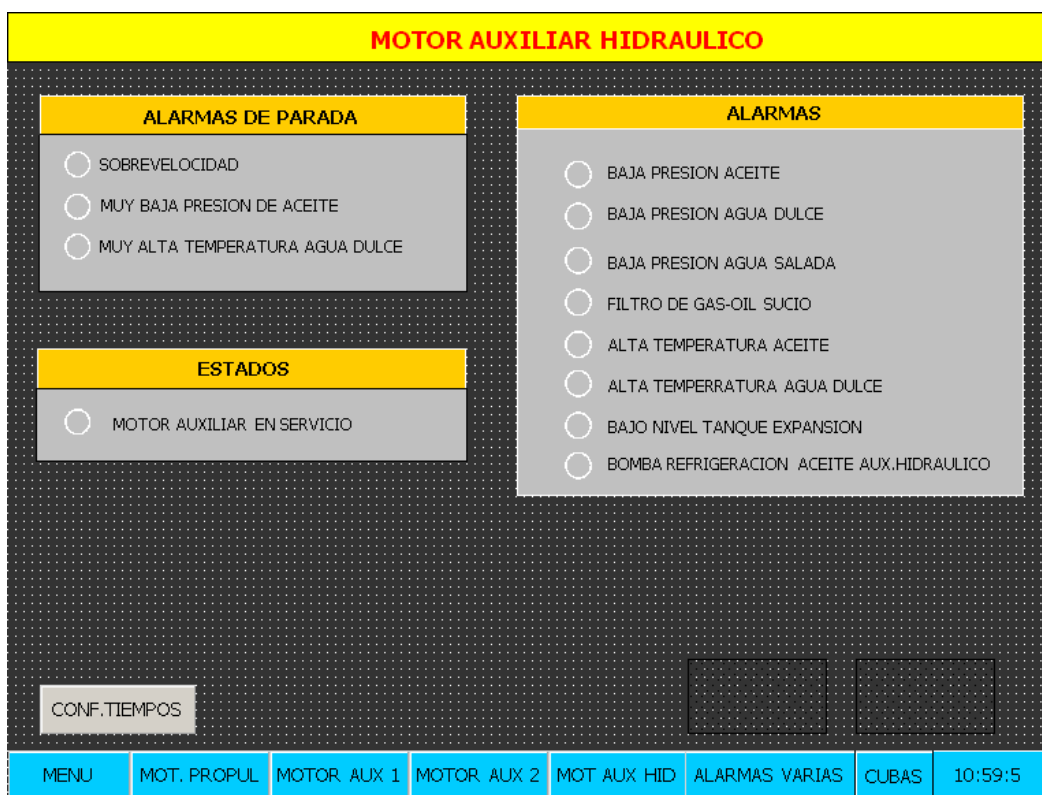 MOTOR AUXILIAR HIDRAULICO
ALARMAS DE PARADA
SOBREVELOCIDAD
MUY BAJA PRESION DE ACEITE
MUY ALTA TEMPERATURA AGUA DULCE
ESTADOS
MOTOR AUXILIAR EN SERVICIO
ALARMAS
BAJA PRESION ACEITE
BAJA PRESION AGUA DULCE
BAJA PRESION AGUA SALADA
FILTRO DE GAS-OIL SUCIO
ALTA TEMPERATURA ACEITE
ALTA TEMPERRATURA AGUA DULCE
BAJO NIVEL TANQUE EXPANSION
BOMBA REFRIGERACION ACEITE AUX.HIDRAULICO
CONF.TIEMPOS
MENU MOT. PROPUL MOTOR AUX 1 MOTOR AUX 2 MOT AUX HID ALARMAS VARIAS CUBAS 10:59:5